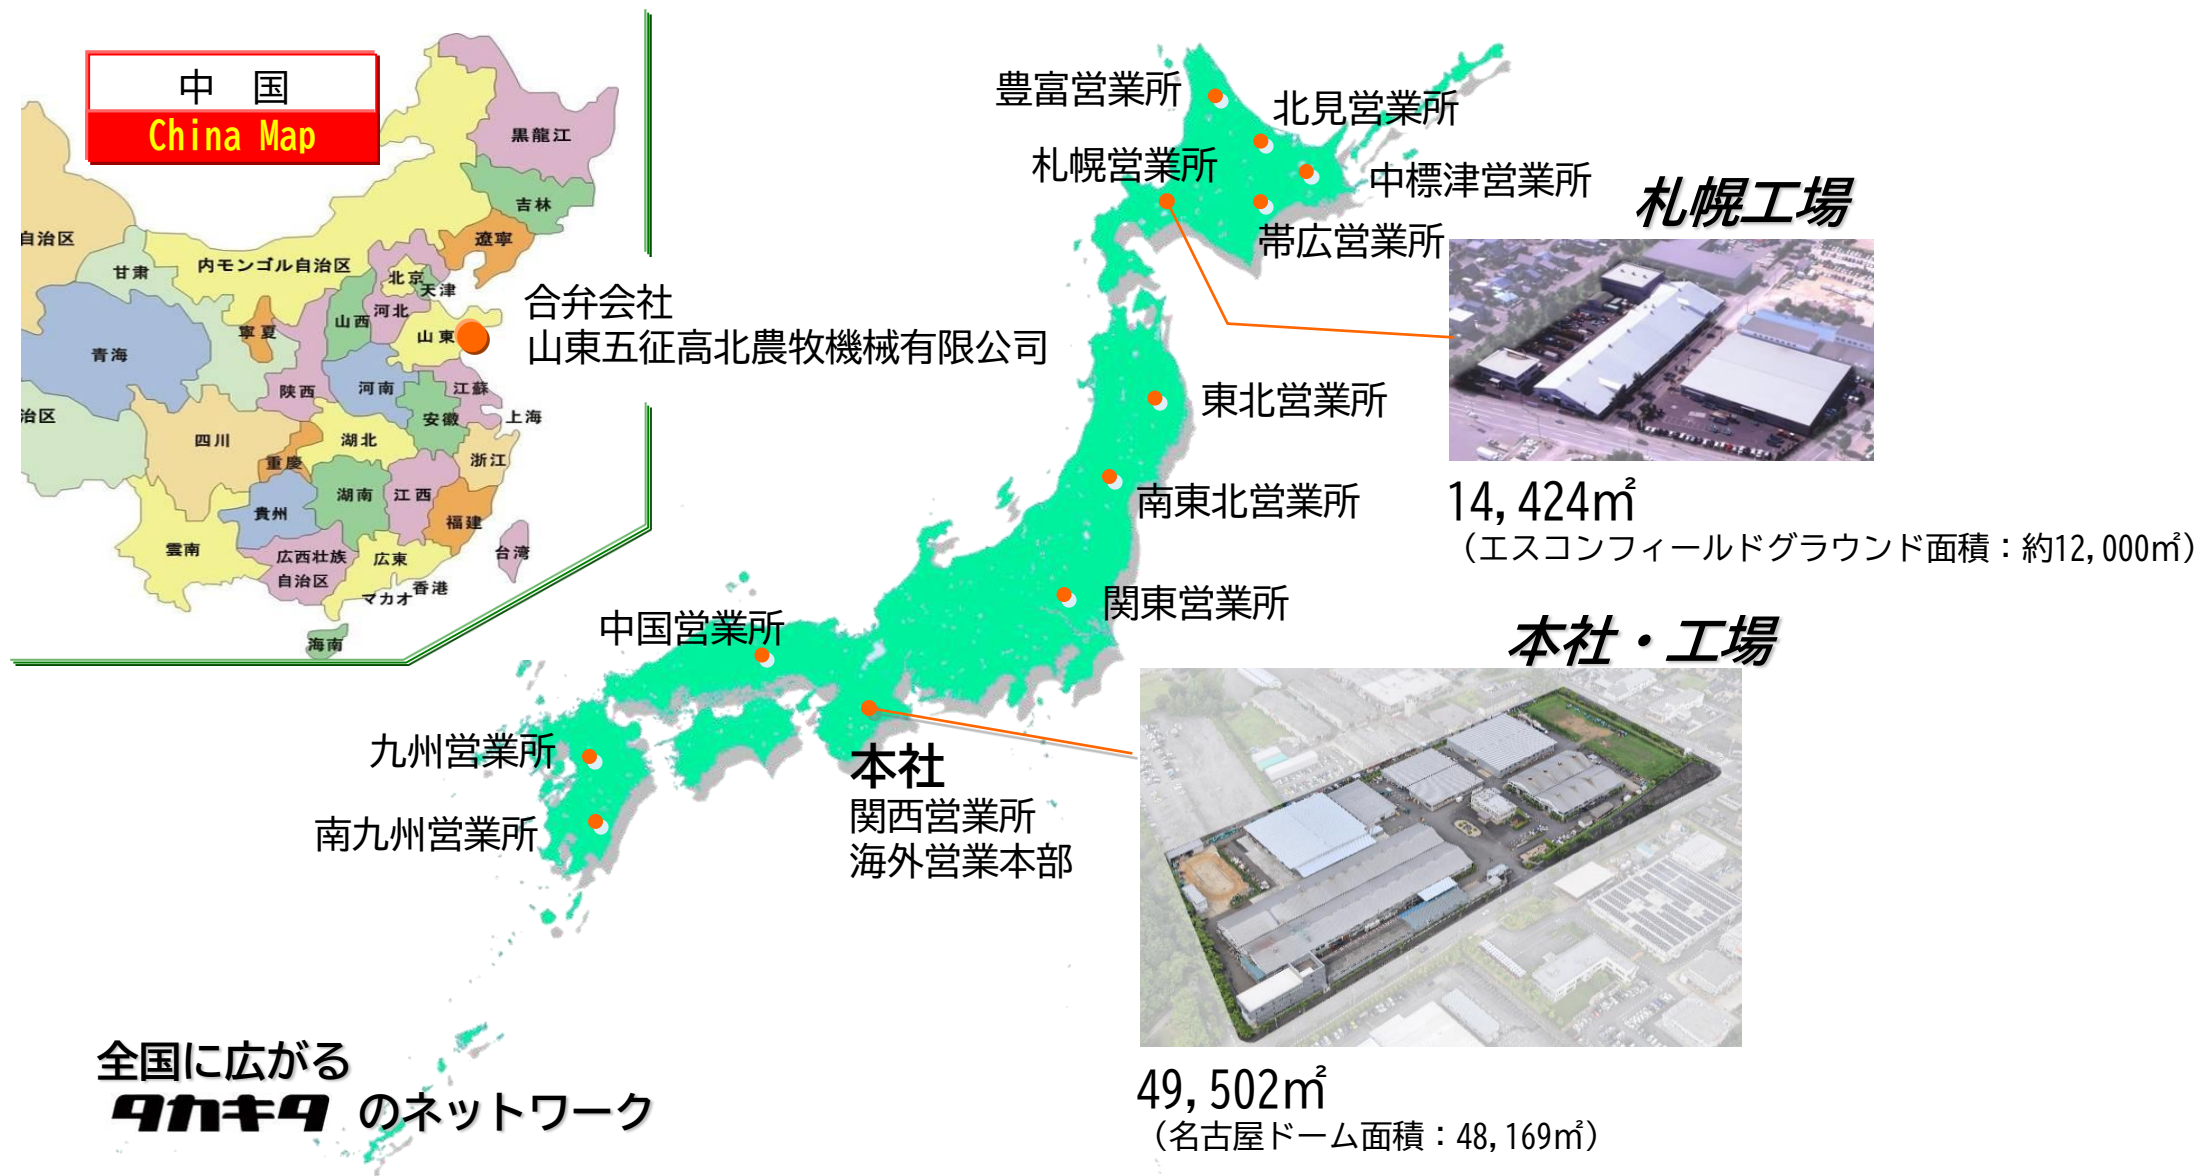 中　国
China Map
黒龍江
吉林
遼寧
自治区
甘粛
内モンゴル自治区
北京
天津
河北
山西
山東
寧夏
青海
陝西
河南
江蘇
安徽
上海
治区
四川
湖北
重慶
浙江
湖南
江西
貴州
福建
雲南
広西壮族
自治区
広東
台湾
マカオ
香港
海南
合弁会社
山東五征高北農牧機械有限公司
豊富営業所
北見営業所
札幌営業所
中標津営業所
帯広営業所
札幌工場
14,424㎡
（エスコンフィールドグラウンド面積：約12,000㎡）
東北営業所
南東北営業所
関東営業所
中国営業所
九州営業所
南九州営業所
本社
関西営業所
海外営業本部
本社・工場
49,502㎡
（名古屋ドーム面積：48,169㎡）
全国に広がる
タカキタ のネットワーク